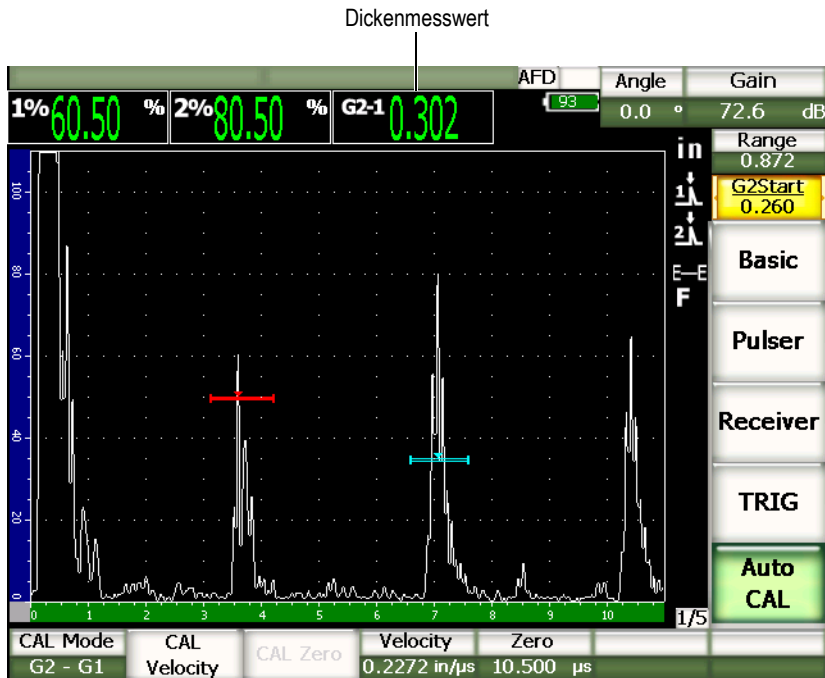 Dickenmesswert
AFD
Angle
Gain
1% 60.50 %
2% 80.50 %
G2-1 0.302
93
0.0 °
72.6 dB
in
Range
0.872
1
G2Start
0.260
2
E—E
F
Basic
Pulser
Receiver
TRIG
Auto
CAL
100
80
60
40
20
0
0 1 2 3 4 5 6 7 8 9 10
1/5
CAL Mode
G2 - G1
CAL
Velocity
CAL Zero
Velocity
0.2272 in/µs
Zero
10.500 µs